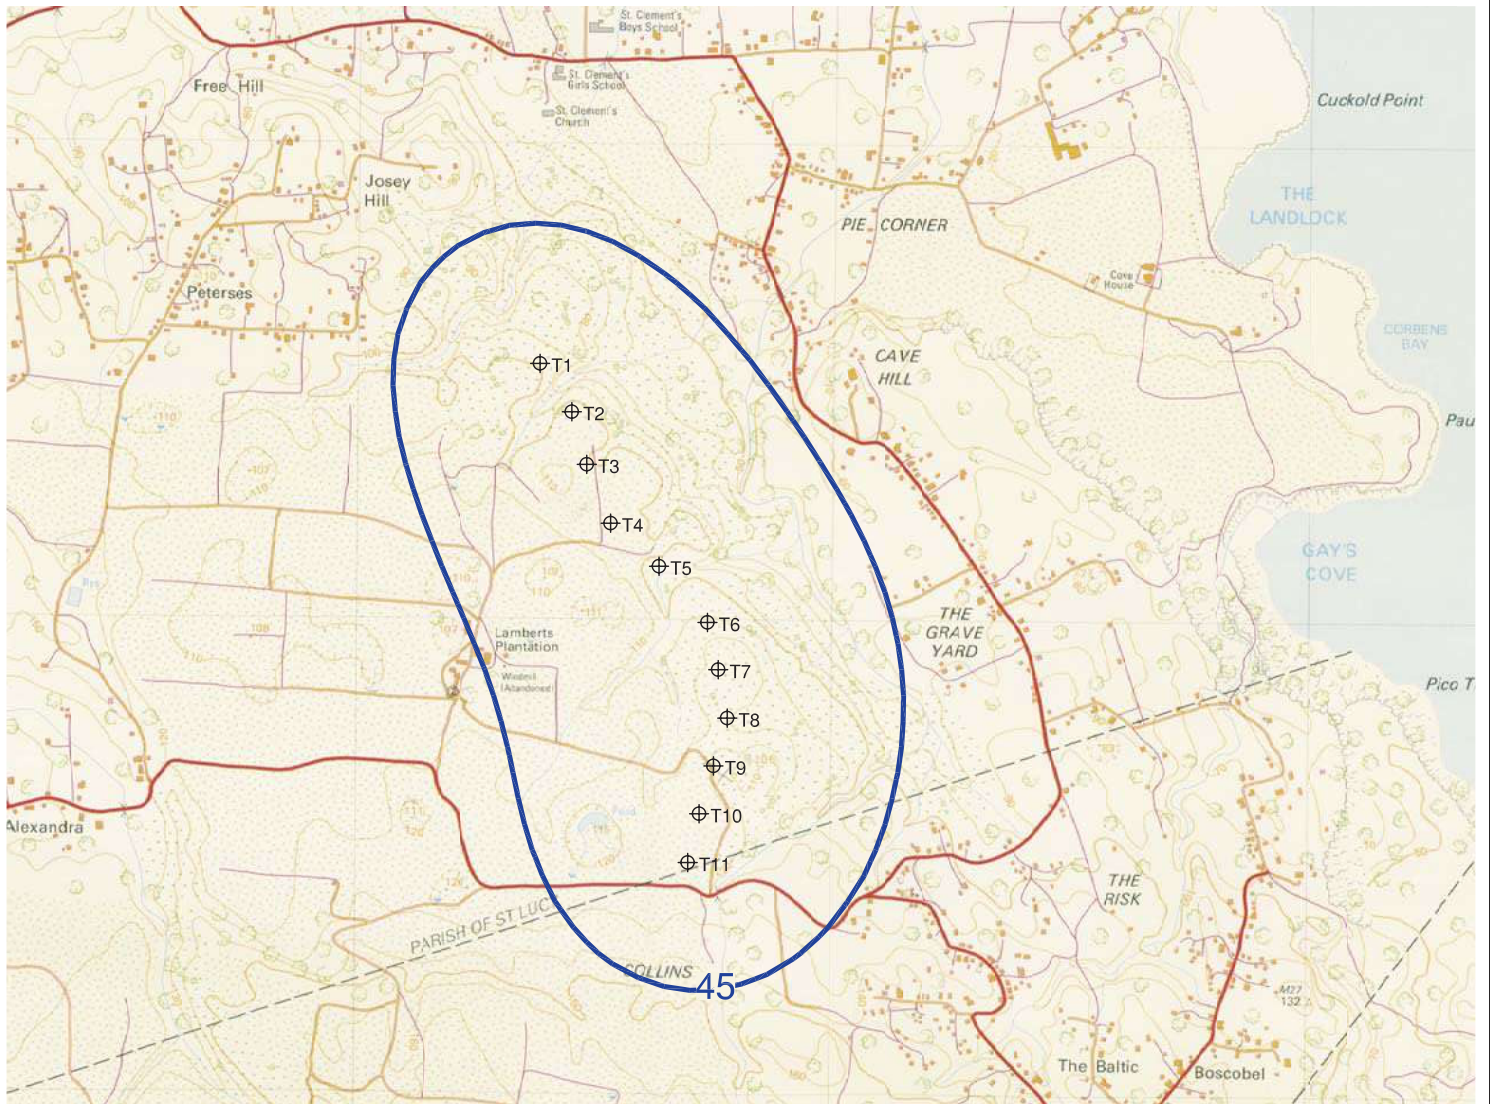 St. Clement's
Boys School
St. Clement's
Girls School
St. Clement's
Church
Free Hill
Cuckold Point
Josey
Hill
THE
LANDLOCK
PIE CORNER
Cove
House
Peterses
CORBENS
BAY
CAVE
HILL
T1
T2
Pau
T3
T4
GAY'S
COVE
T5
THE
GRAVE
YARD
T6
Lamberts
Plantation
T7
Windmill
(Abandoned)
Pico T
T8
T9
T10
Pond
Alexandra
T11
THE
RISK
PARISH OF ST LUC
COLLINS
45
M27
132
The Baltic
Boscobel